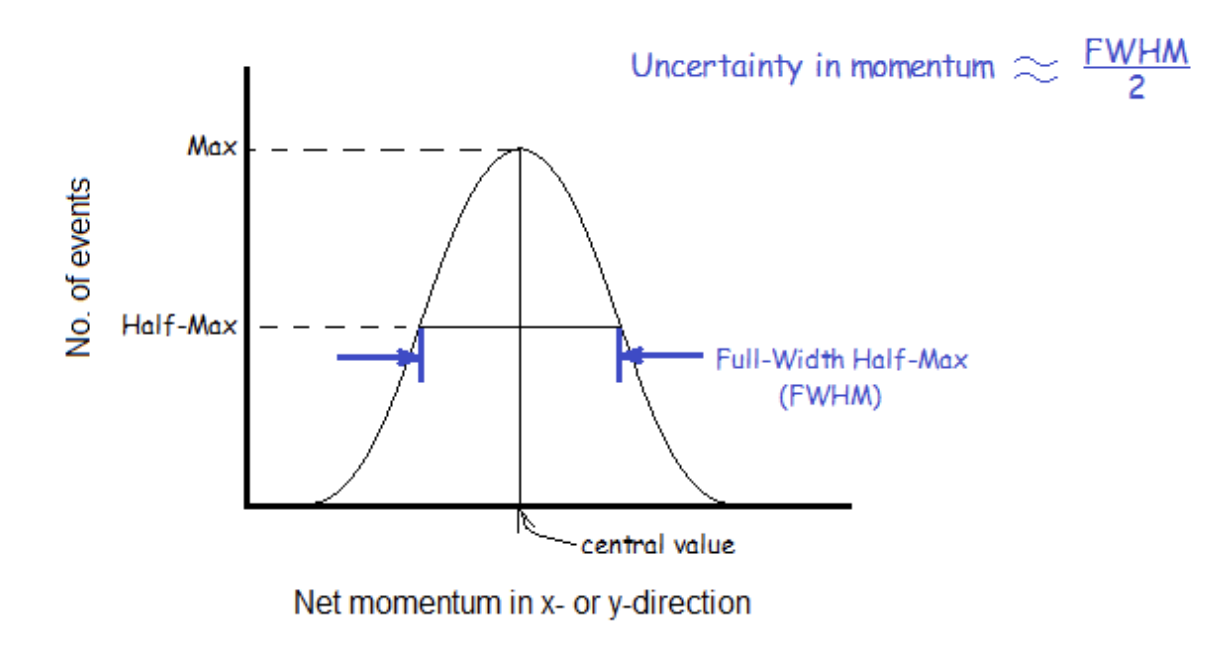 Uncertainty in momentum ≈ FWHM
2
Max
No. of events
Half-Max
Full-Width Half-Max
(FWHM)
central value
Net momentum in x- or y-direction